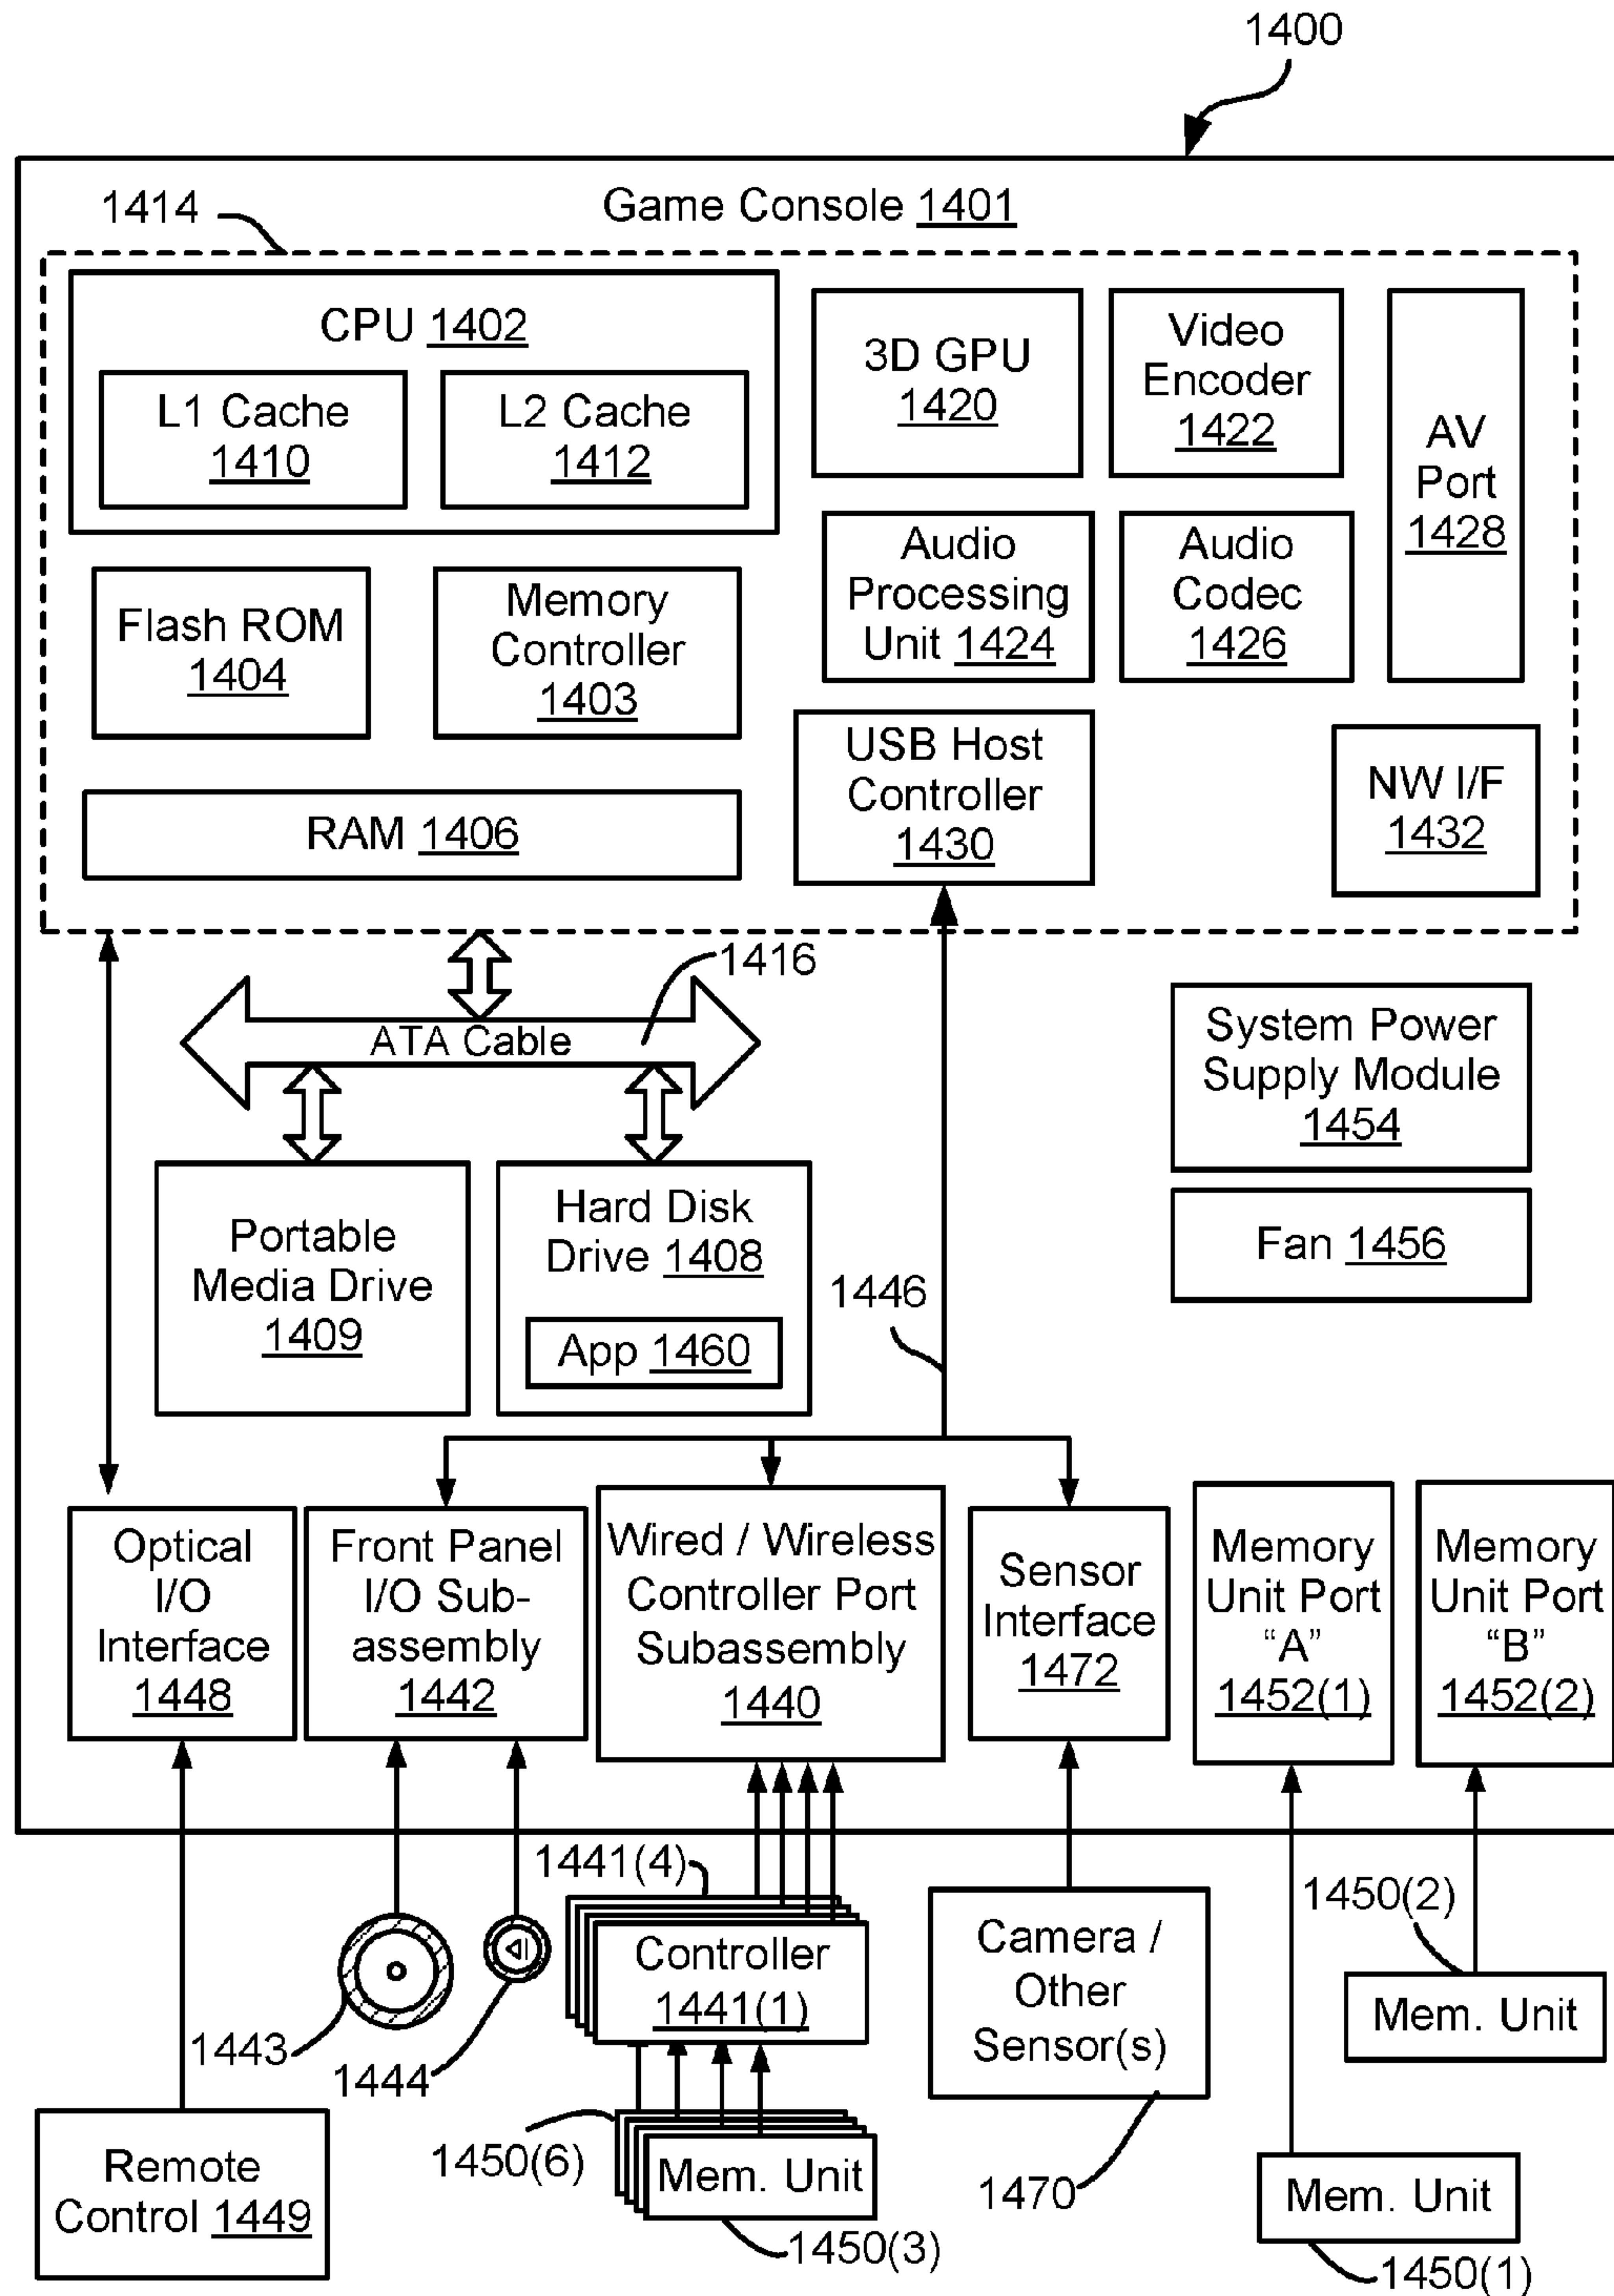 1400
Game Console 1401
1414
CPU 1402
L1 Cache
1410
L2 Cache
1412
3D GPU
1420
Video
Encoder
1422
AV
Port
1428
Flash ROM
1404
Memory
Controller
1403
Audio
Processing
Unit 1424
Audio
Codec
1426
RAM 1406
USB Host
Controller
1430
NW I/F
1432
1416
ATA Cable
System Power
Supply Module
1454
Fan 1456
Portable
Media Drive
1409
Hard Disk
Drive 1408
App 1460
1446
Optical
I/O
Interface
1448
Front Panel
I/O Sub-
assembly
1442
Wired / Wireless
Controller Port
Subassembly
1440
Sensor
Interface
1472
Memory
Unit Port
“A”
1452(1)
Memory
Unit Port
“B”
1452(2)
1441(4)
Controller
1441(1)
1443
1444
Camera /
Other
Sensor(s)
1470
1450(2)
Mem. Unit
Remote
Control 1449
1450(6)
Mem. Unit
1450(3)
Mem. Unit
1450(1)